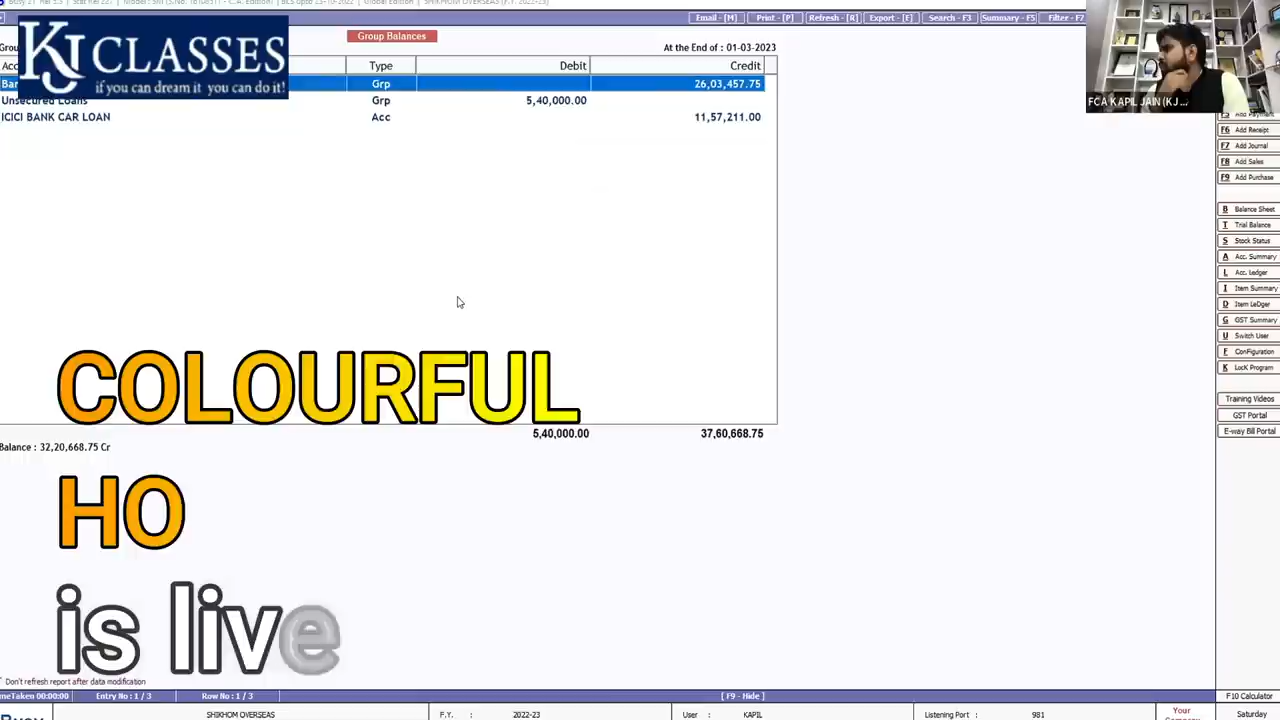 Email - [M] Print - [P] Refresh - [R] Export - [E] Search - F3 Summary - F5 Filter - F7
KJ CLASSES
if you can dream it you can do it!
Group Balances
At the End of : 01-03-2023
Type Debit Credit
Grp 26,03,457.75
Unsecured Loans Grp 5,40,000.00
ICICI BANK CAR LOAN Acc 11,57,211.00
FCA KAPIL JAIN (KJ ...
F6 Add Receipt
F7 Add Journal
F8 Add Sales
F9 Add Purchase
B Balance Sheet
T Trial Balance
S Stock Status
A Acc. Summary
L Acc. Ledger
I Item Summary
D Item LeDger
G GST Summary
U Switch User
F ConFiguration
K LocK Program
Training Videos
GST Portal
E-way Bill Portal
COLOURFUL
5,40,000.00 37,60,668.75
Balance : 32,20,668.75 Cr
HO
is live
Don't refresh report after data modification
Entry No : 1 / 3 Row No : 1 / 3 [ F9 - Hide ] F10 Calculator
SHIKHOM OVERSEAS F.Y. 2022-23 User : KAPIL Listening Port : 981 Your Saturday